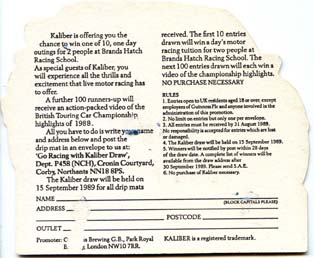 Kaliber is offering you the
chance to win one of 10, one day
outings for 2 people at Brands Hatch
Racing School.
As special guests of Kaliber, you
will experience all the thrills and
excitement that live motor racing has
to offer.
A further 100 runners-up will
receive an action-packed video of the
British Touring Car Championship
highlights of 1988.
All you have to do is write your name
and address below and post the
drip mat in an envelope to us at:
'Go Racing with Kaliber Draw',
Dept. P458 (NCH), Cronin Courtyard,
Corby, Northants NN18 8PS.
The Kaliber draw will be held on
15 September 1989 for all drip mats
received. The first 10 entries
drawn will win a day's motor
racing tuition for two people at
Brands Hatch Racing School. The
next 100 entries drawn will each win a
video of the championship highlights.
NO PURCHASE NECESSARY
RULES
1. Entries open to UK residents aged 18 or over, except
employees of Guinness Plc and anyone involved in the
administration of this promotion.
2. No limit on entries but only one per envelope.
3. All entries must be received by 31 August 1989.
No responsibility is accepted for entries which are lost
or damaged.
4. The Kaliber draw will be held on 15 September 1989.
5. Winners will be notified by post within 28 days
of the draw date. A complete list of winners will be
available from the draw address after
30 September 1989. Please send S.A.E.
6. No purchase of Kaliber necessary.
NAME
(BLOCK CAPITALS PLEASE)
ADDRESS
POSTCODE
OUTLET
Promoter: Brewing G.B., Park Royal
London NW10 7RR.
KALIBER is a registered trademark.